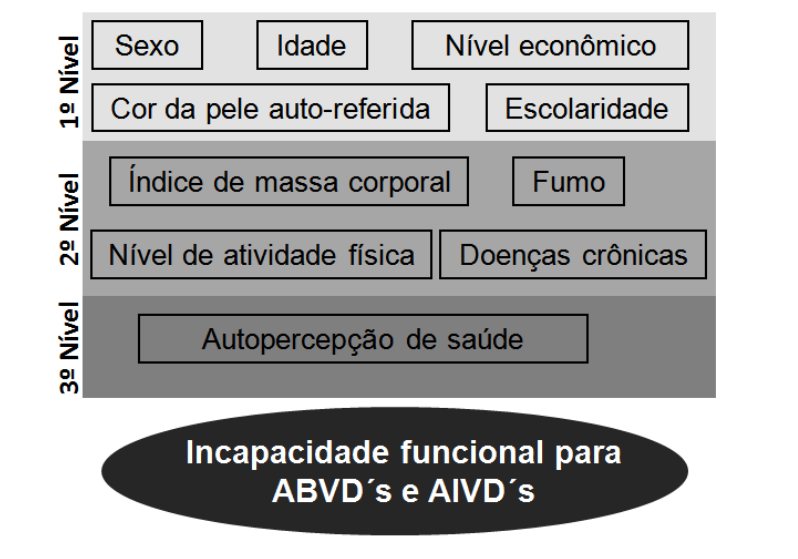 1º Nível
Sexo
Idade
Nível econômico
Cor da pele auto-referida
Escolaridade
2º Nível
Índice de massa corporal
Fumo
Nível de atividade física
Doenças crônicas
3º Nível
Autopercepção de saúde
Incapacidade funcional para
ABVD´s e AIVD´s